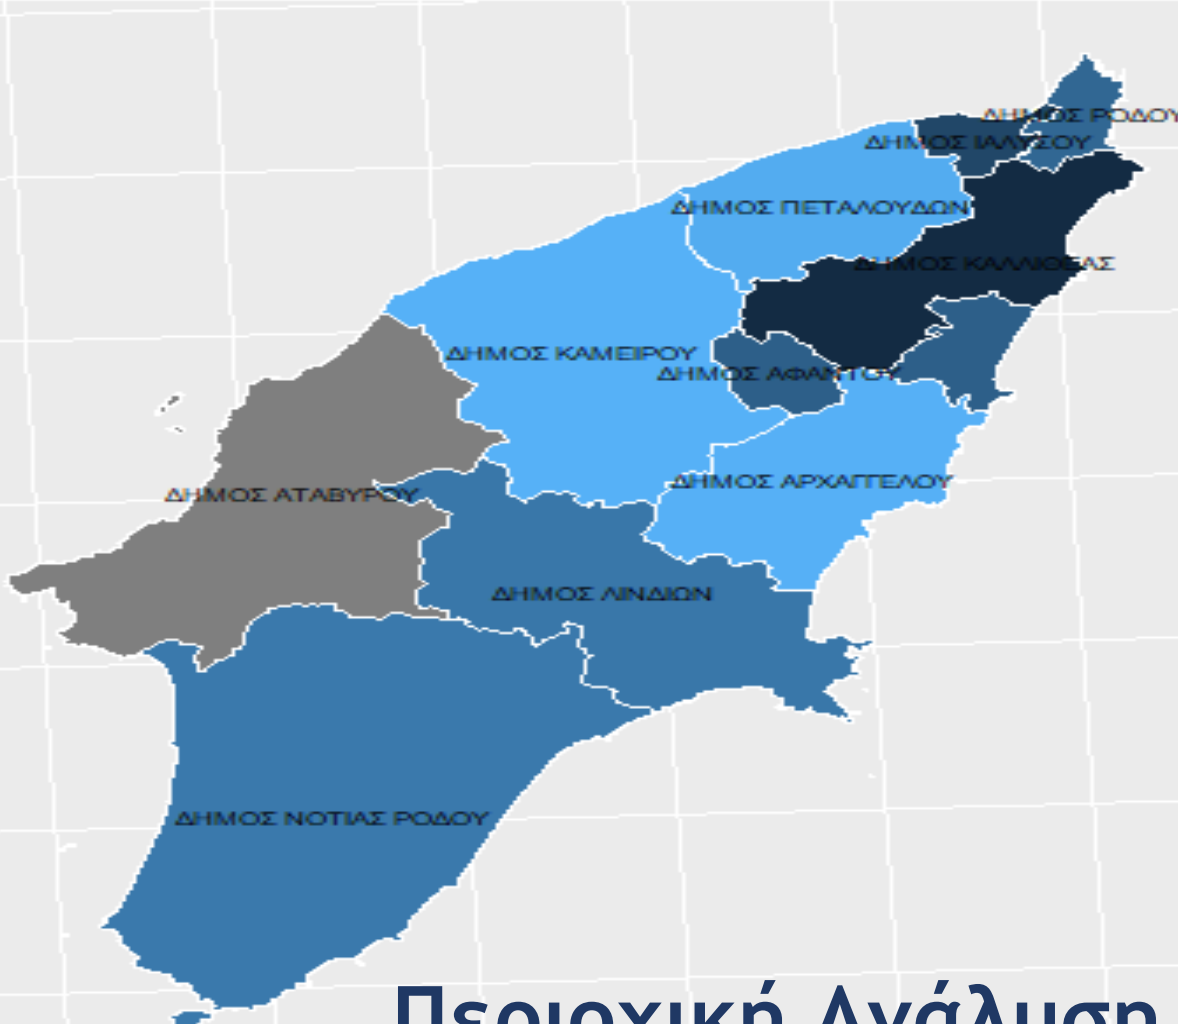 ΔΗΜΟΣ ΡΟΔΟΥ
ΔΗΜΟΣ ΙΑΛΥΣΟΥ
ΔΗΜΟΣ ΠΕΤΑΛΟΥΔΩΝ
ΔΗΜΟΣ ΚΑΛΛΙΘΕΑΣ
ΔΗΜΟΣ ΚΑΜΕΙΡΟΥ
ΔΗΜΟΣ ΑΦΑΝΤΟΥ
ΔΗΜΟΣ ΑΡΧΑΓΓΕΛΟΥ
ΔΗΜΟΣ ΑΤΑΒΥΡΟΥ
ΔΗΜΟΣ ΛΙΝΔΙΩΝ
ΔΗΜΟΣ ΝΟΤΙΑΣ ΡΟΔΟΥ
Περιοχική Ανάλυση